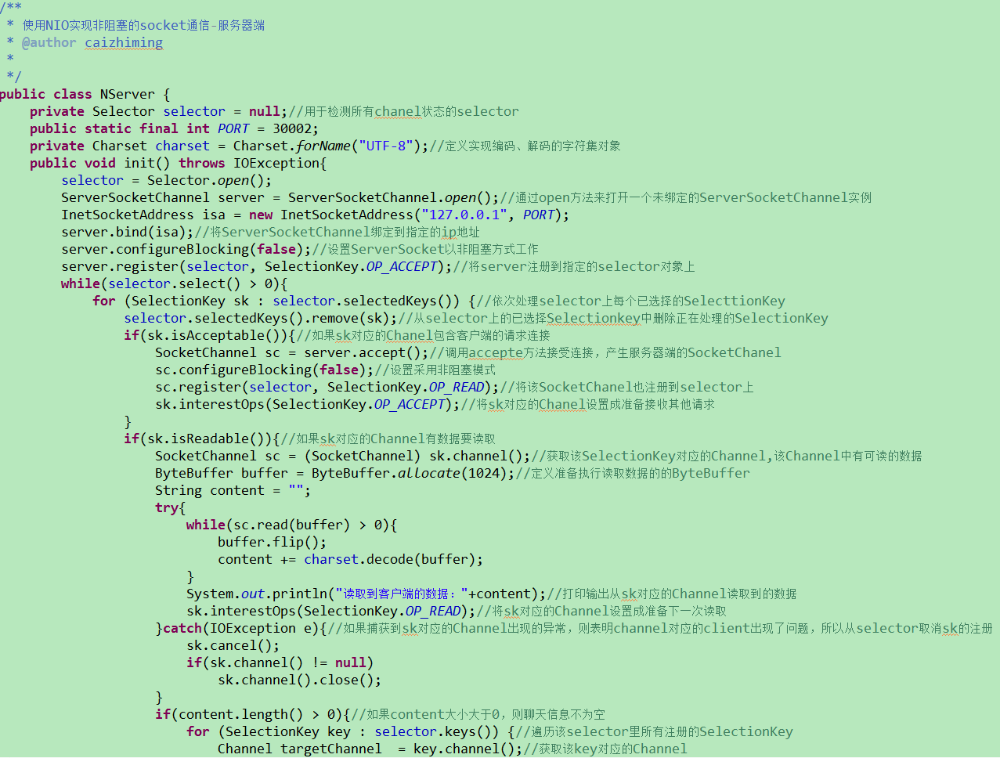 /**
 * 使用NIO实现非阻塞的socket通信-服务器端
 * @author caizhiming
 *
 */
public class NServer {
    private Selector selector = null;//用于检测所有chanel状态的selector
    public static final int PORT = 30002;
    private Charset charset = Charset.forName("UTF-8");//定义实现编码、解码的字符集对象
    public void init() throws IOException{
        selector = Selector.open();
        ServerSocketChannel server = ServerSocketChannel.open();//通过open方法来打开一个未绑定的ServerSocketChannel实例
        InetSocketAddress isa = new InetSocketAddress("127.0.0.1", PORT);
        server.bind(isa);//将ServerSocketChannel绑定到指定的ip地址
        server.configureBlocking(false);//设置ServerSocket以非阻塞方式工作
        server.register(selector, SelectionKey.OP_ACCEPT);//将server注册到指定的selector对象上
        while(selector.select() > 0){
            for (SelectionKey sk : selector.selectedKeys()) {//依次处理selector上每个已选择的SelecttionKey
                selector.selectedKeys().remove(sk);//从selector上的已选择Selectionkey中删除正在处理的SelectionKey
                if(sk.isAcceptable()){//如果sk对应的Chanel包含客户端的请求连接
                    SocketChannel sc = server.accept();//调用accepte方法接受连接，产生服务器端的SocketChanel
                    sc.configureBlocking(false);//设置采用非阻塞模式
                    sc.register(selector, SelectionKey.OP_READ);//将该SocketChanel也注册到selector上
                    sk.interestOps(SelectionKey.OP_ACCEPT);//将sk对应的Chanel设置成准备接收其他请求
                }
                if(sk.isReadable()){//如果sk对应的Channel有数据要读取
                    SocketChannel sc = (SocketChannel) sk.channel();//获取该SelectionKey对应的Channel,该Channel中有可读的数据
                    ByteBuffer buffer = ByteBuffer.allocate(1024);//定义准备执行读取数据的的ByteBuffer
                    String content = "";
                    try{
                        while(sc.read(buffer) > 0){
                            buffer.flip();
                            content += charset.decode(buffer);
                        }
                        System.out.println("读取到客户端的数据："+content);//打印输出从sk对应的Channel读取到的数据
                        sk.interestOps(SelectionKey.OP_READ);//将sk对应的Channel设置成准备下一次读取
                    }catch(IOException e){//如果捕获到sk对应的Channel出现的异常，则表明channel对应的client出现了问题，所以从selector取消sk的注册
                        sk.cancel();
                        if(sk.channel() != null)
                            sk.channel().close();
                    }
                    if(content.length() > 0){//如果content大小大于0，则聊天信息不为空
                        for (SelectionKey key : selector.keys()) {//遍历该selector里所有注册的SelectionKey
                            Channel targetChannel  = key.channel();//获取该key对应的Channel